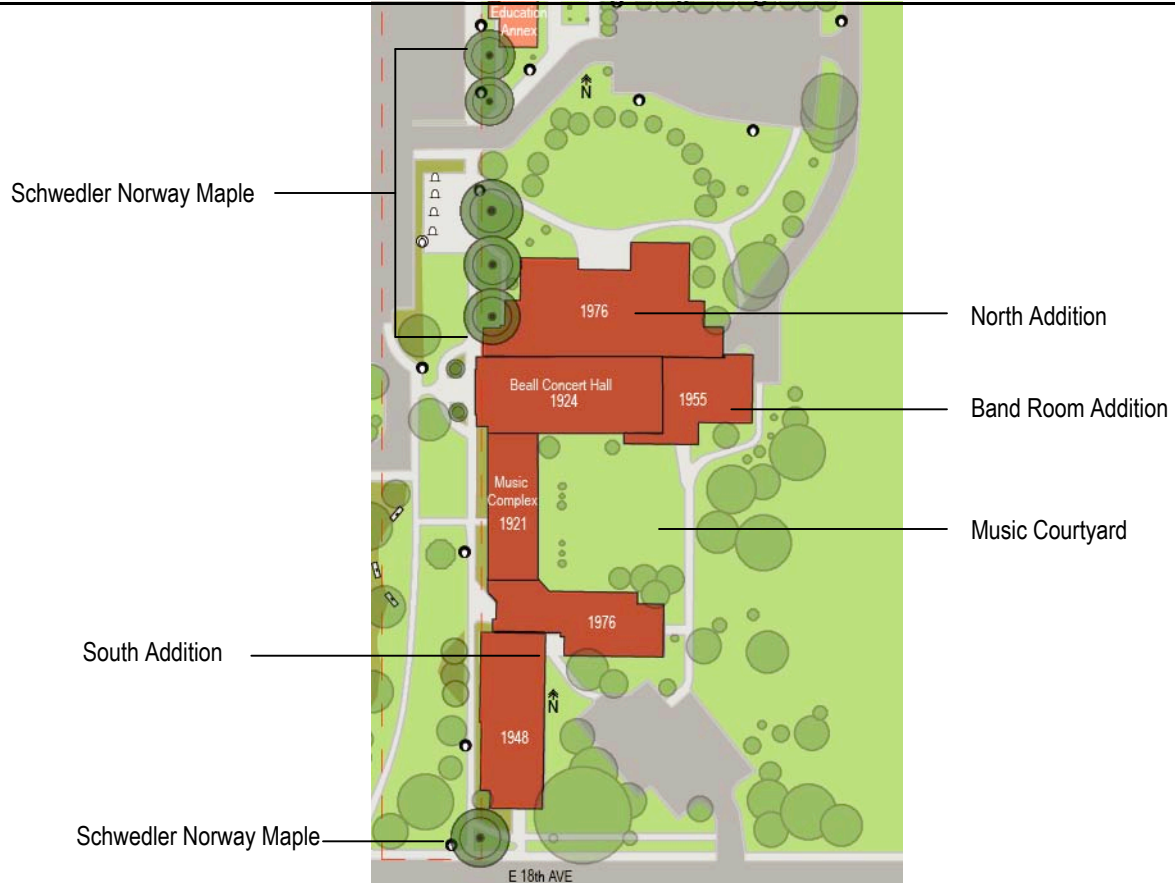 Education
Annex
N
Schwedler Norway Maple
1976
North Addition
Beall Concert Hall
1924
1955
Band Room Addition
Music
Complex
1921
Music Courtyard
1976
South Addition
N
1948
Schwedler Norway Maple
E 18th AVE